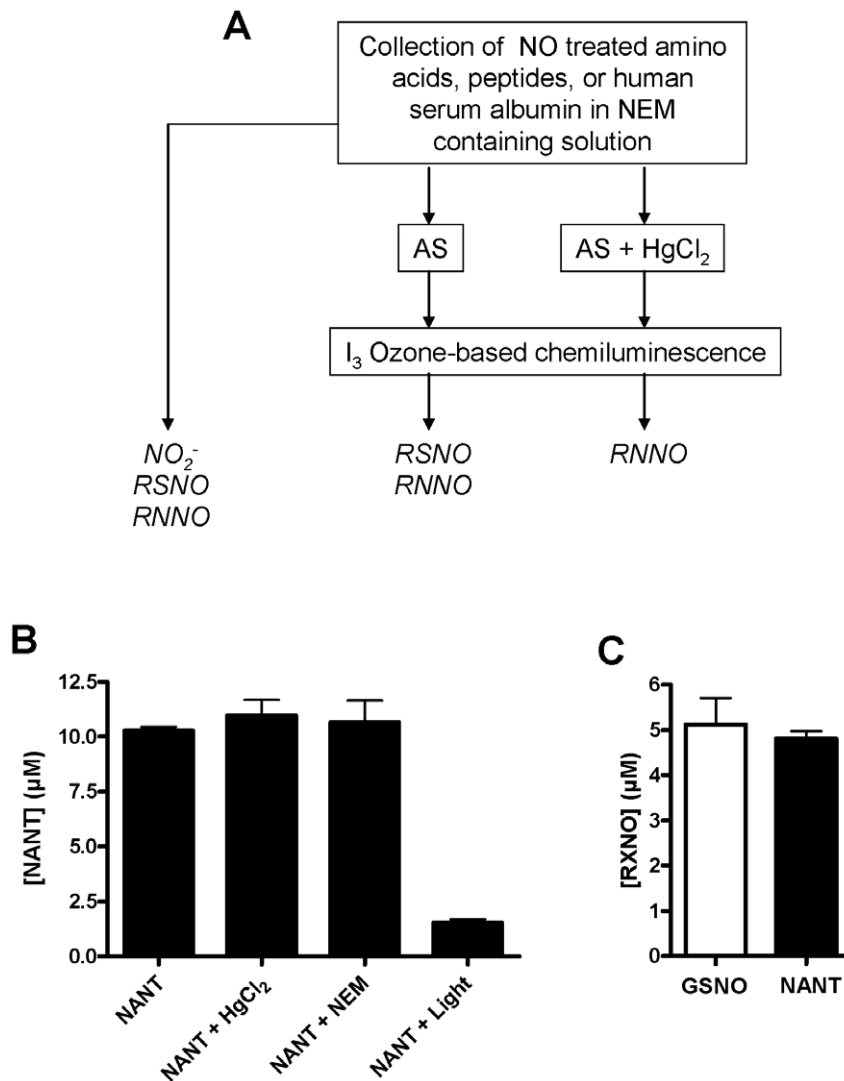 A
Collection of NO treated amino
acids, peptides, or human
serum albumin in NEM
containing solution
AS
AS + HgCl₂
I₃ Ozone-based chemiluminescence
NO₂⁻
RSNO
RNNO
RSNO
RNNO
RNNO
B
[NANT] (µM)
12.5
10.0
7.5
5.0
2.5
0.0
NANT
NANT + HgCl₂
NANT + NEM
NANT + Light
C
[RXNO] (µM)
6
5
4
3
2
1
0
GSNO
NANT